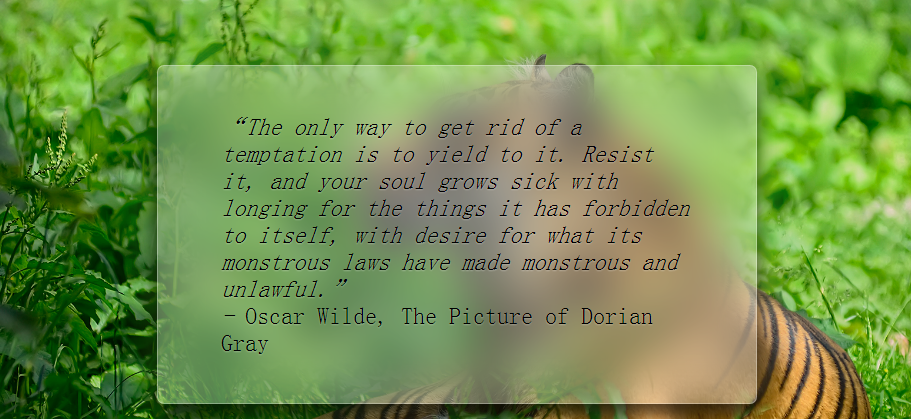 “The only way to get rid of a
temptation is to yield to it. Resist
it, and your soul grows sick with
longing for the things it has forbidden
to itself, with desire for what its
monstrous laws have made monstrous and
unlawful.”
— Oscar Wilde, The Picture of Dorian
Gray